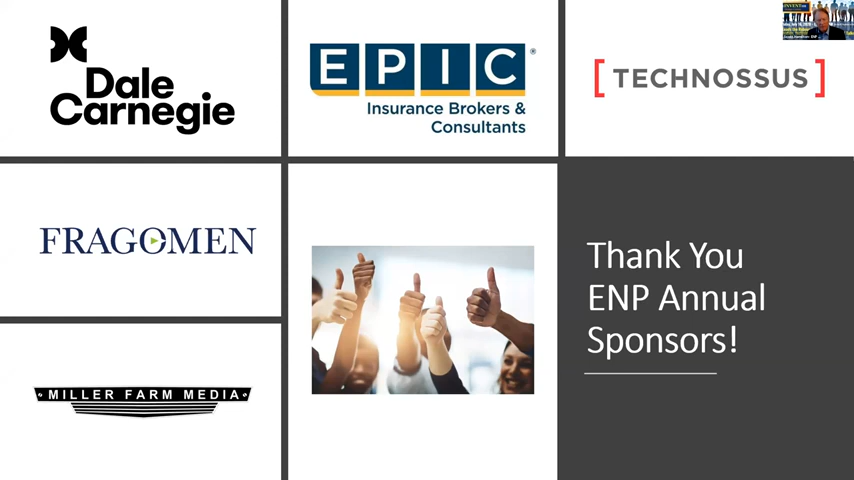 Dale
Carnegie
EPIC®
Insurance Brokers &
Consultants
[TECHNOSSUS]
FRAGOMEN
Thank You
ENP Annual
Sponsors!
MILLER FARM MEDIA